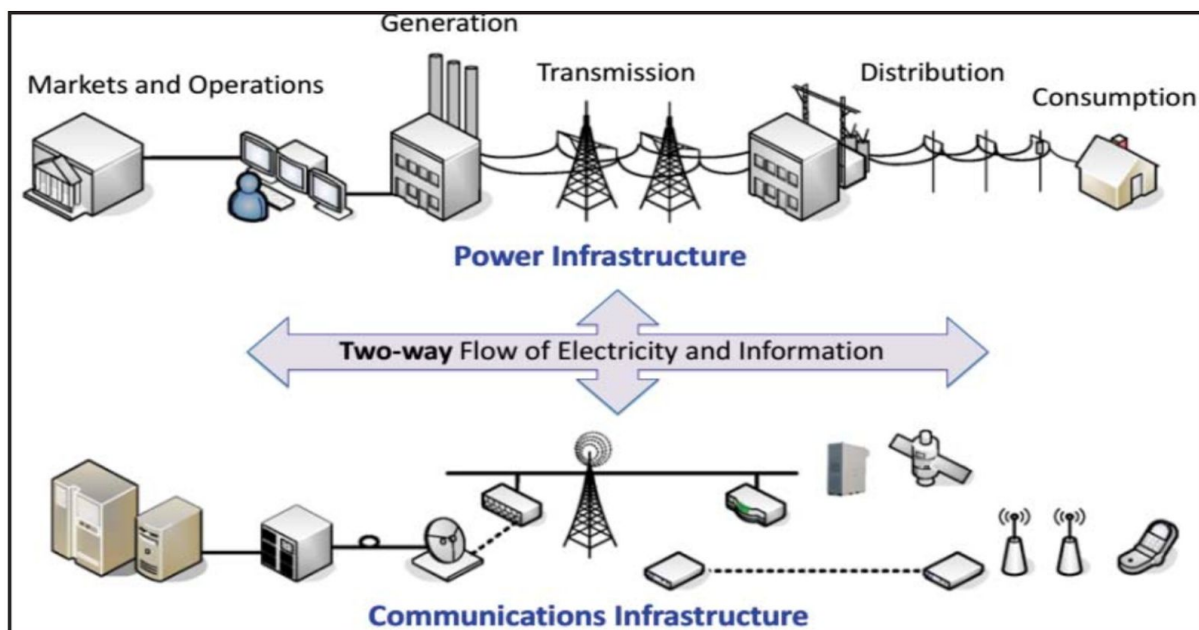 Generation
Markets and Operations
Transmission
Distribution
Consumption
Power Infrastructure
Two-way Flow of Electricity and Information
Communications Infrastructure